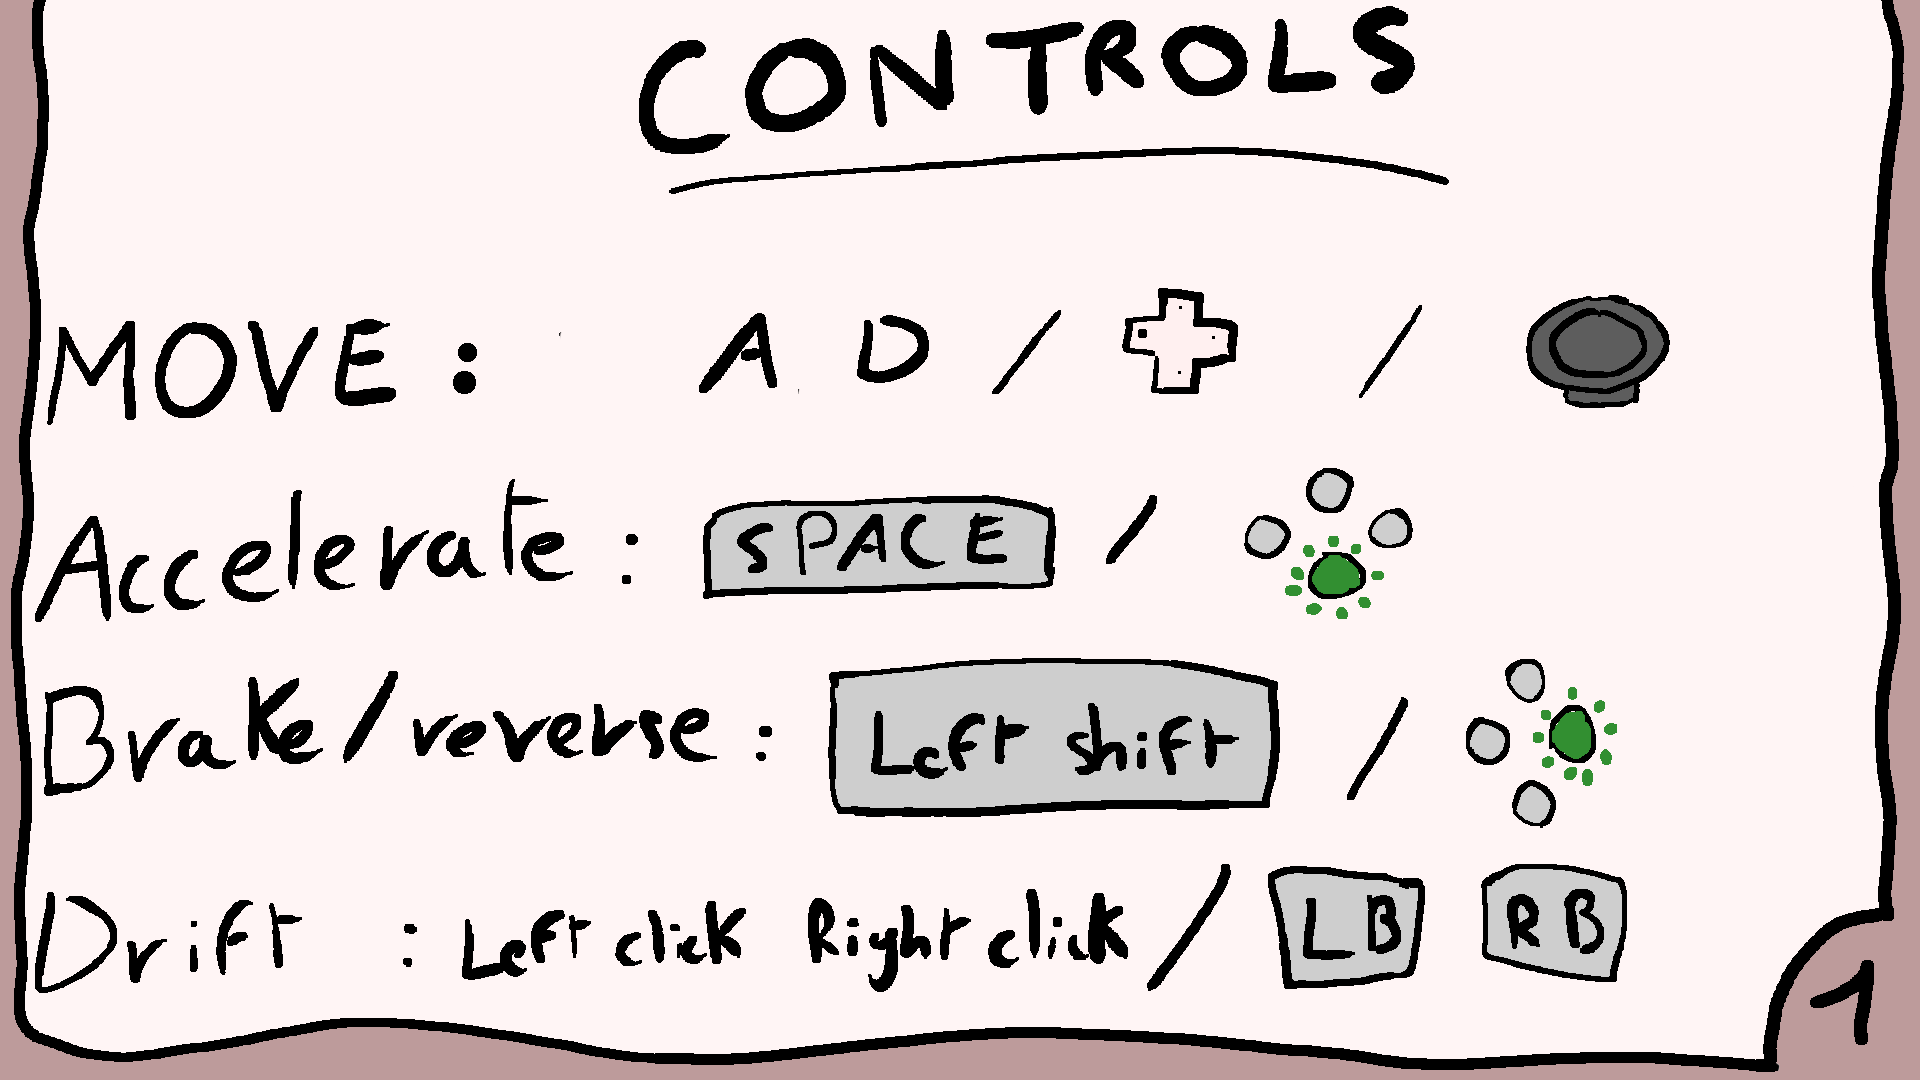 CONTROLS
MOVE : A D / /
Accelerate : SPACE /
Brake/reverse : Left shift /
Drift : Left click Right click / LB RB
1